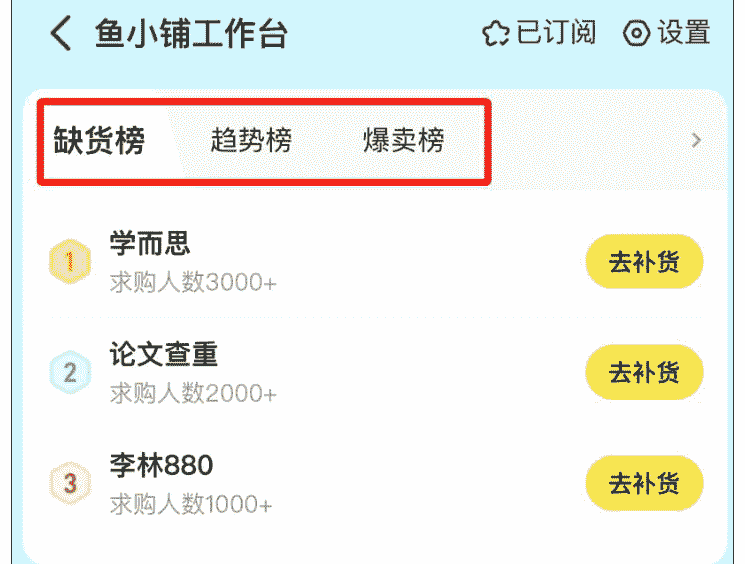 鱼小铺工作台 已订阅 设置
缺货榜 趋势榜 爆卖榜
1 学而思 去补货
求购人数3000+
2 论文查重 去补货
求购人数2000+
3 李林880 去补货
求购人数1000+